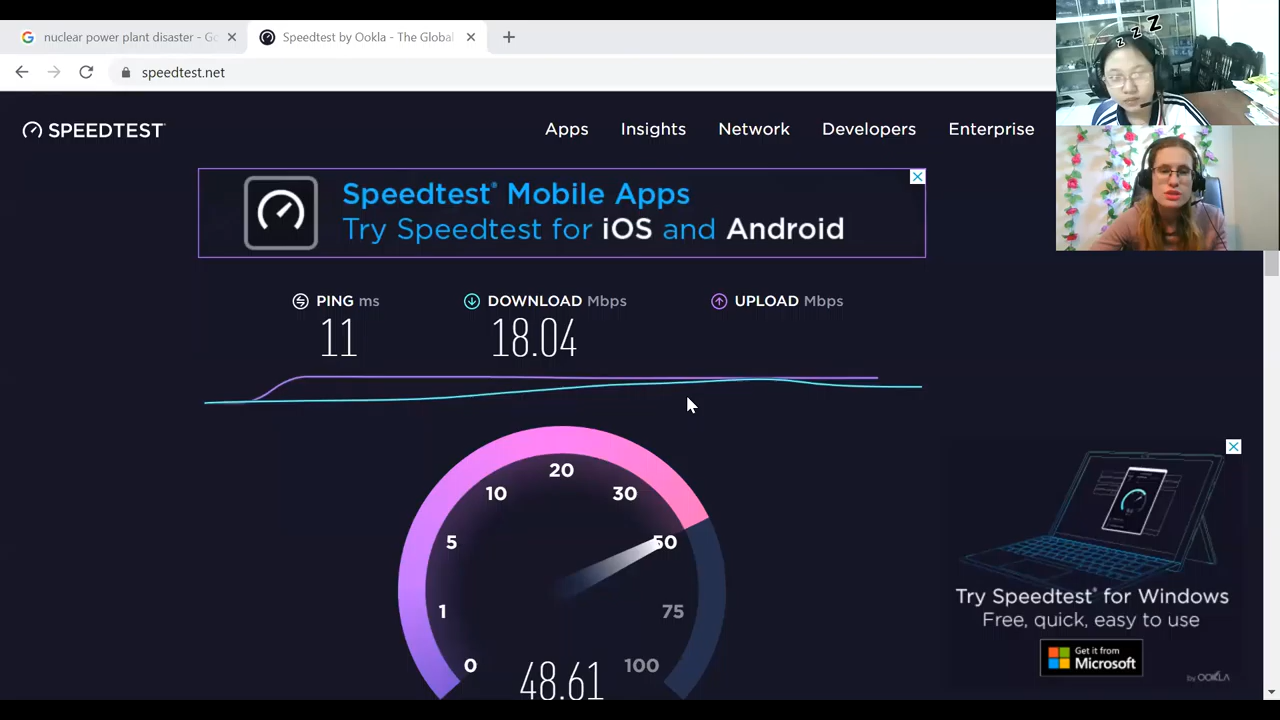 nuclear power plant disaster - Go
Speedtest by Ookla - The Global
speedtest.net
SPEEDTEST
Apps Insights Network Developers Enterprise
Speedtest® Mobile Apps
Try Speedtest for iOS and Android
PING ms
11
DOWNLOAD Mbps
18.04
UPLOAD Mbps
0
1
5
10
20
30
50
75
100
48.61
Try Speedtest® for Windows
Free, quick, easy to use
Get it from
Microsoft
by OOKLA
z z Z